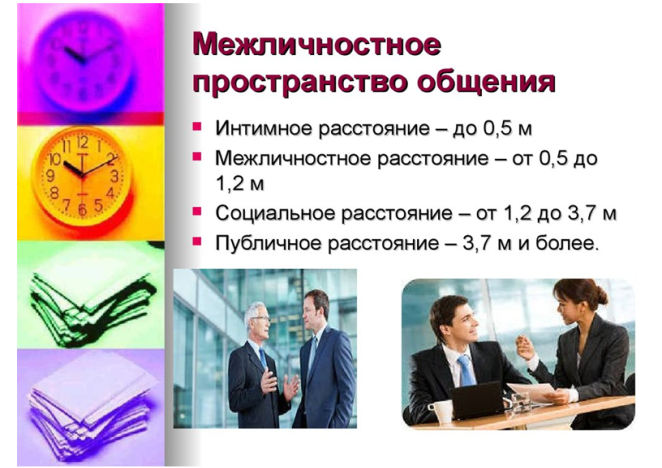 Межличностное
пространство общения
Интимное расстояние – до 0,5 м
Межличностное расстояние – от 0,5 до
1,2 м
Социальное расстояние – от 1,2 до 3,7 м
Публичное расстояние – 3,7 м и более.